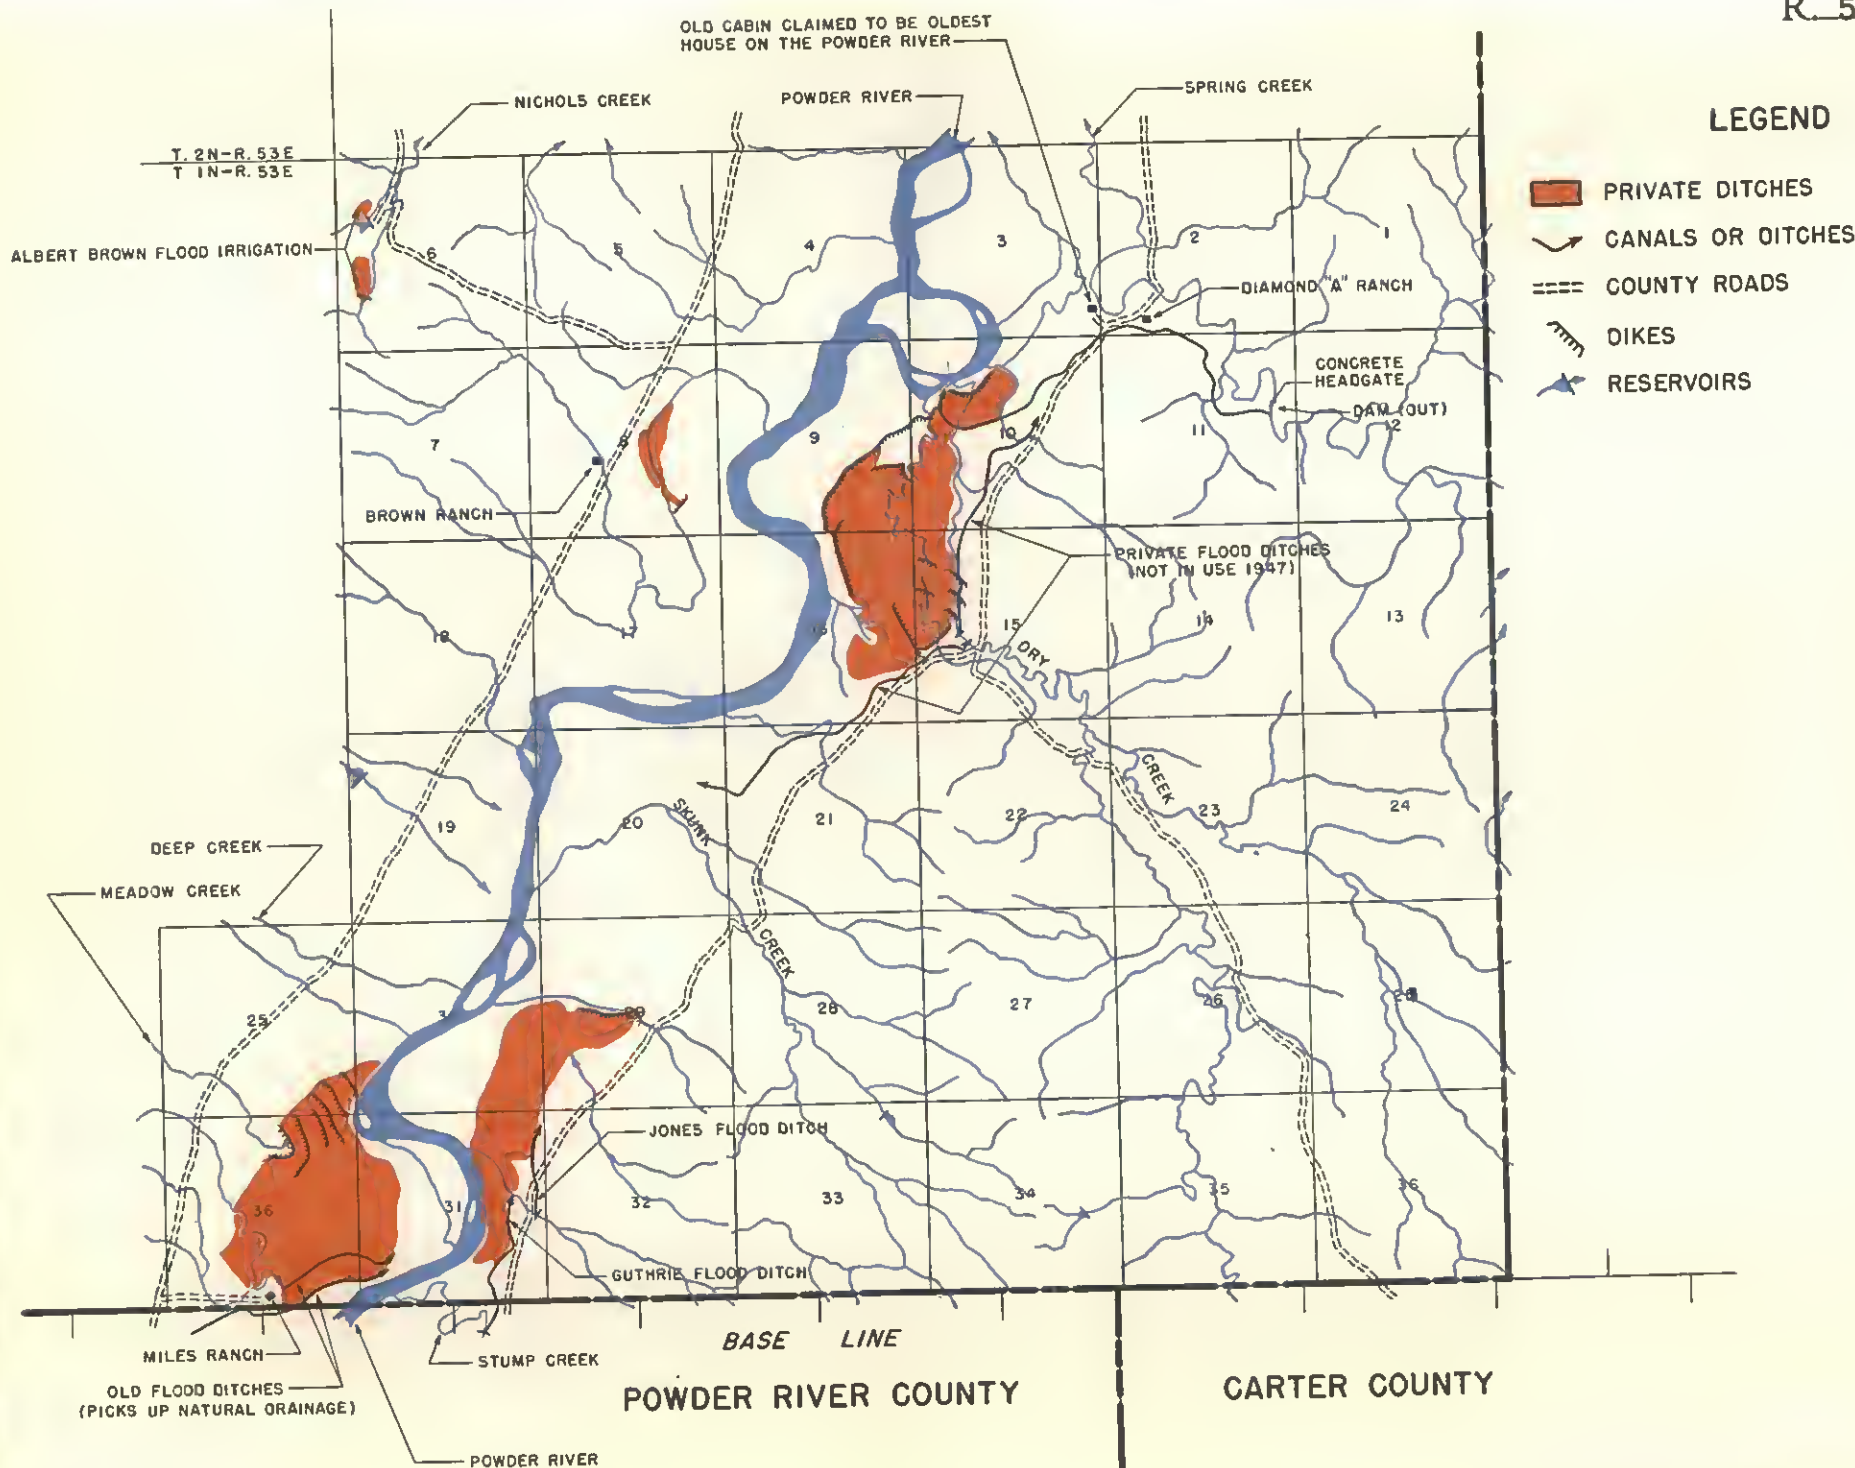 R. 5
OLD CABIN CLAIMED TO BE OLDEST
HOUSE ON THE POWDER RIVER
NICHOLS CREEK
POWDER RIVER
SPRING CREEK
LEGEND
PRIVATE DITCHES
CANALS OR DITCHES
COUNTY ROADS
DIKES
RESERVOIRS
T. 2N-R. 53E
T 1N-R. 53E
ALBERT BROWN FLOOD IRRIGATION
6
5
4
3
2
1
DIAMOND "A" RANCH
CONCRETE
HEADGATE
DAM (OUT)
7
8
9
10
11
12
BROWN RANCH
PRIVATE FLOOD DITCHES
(NOT IN USE 1947)
18
17
16
15
14
13
DRY
CREEK
19
20
21
22
23
24
SKUNK
CREEK
DEEP CREEK
MEADOW CREEK
25
29
28
27
26
JONES FLOOD DITCH
36
31
32
33
34
35
36
GUTHRIE FLOOD DITCH
MILES RANCH
STUMP CREEK
BASE LINE
OLD FLOOD DITCHES
(PICKS UP NATURAL DRAINAGE)
POWDER RIVER COUNTY
CARTER COUNTY
POWDER RIVER